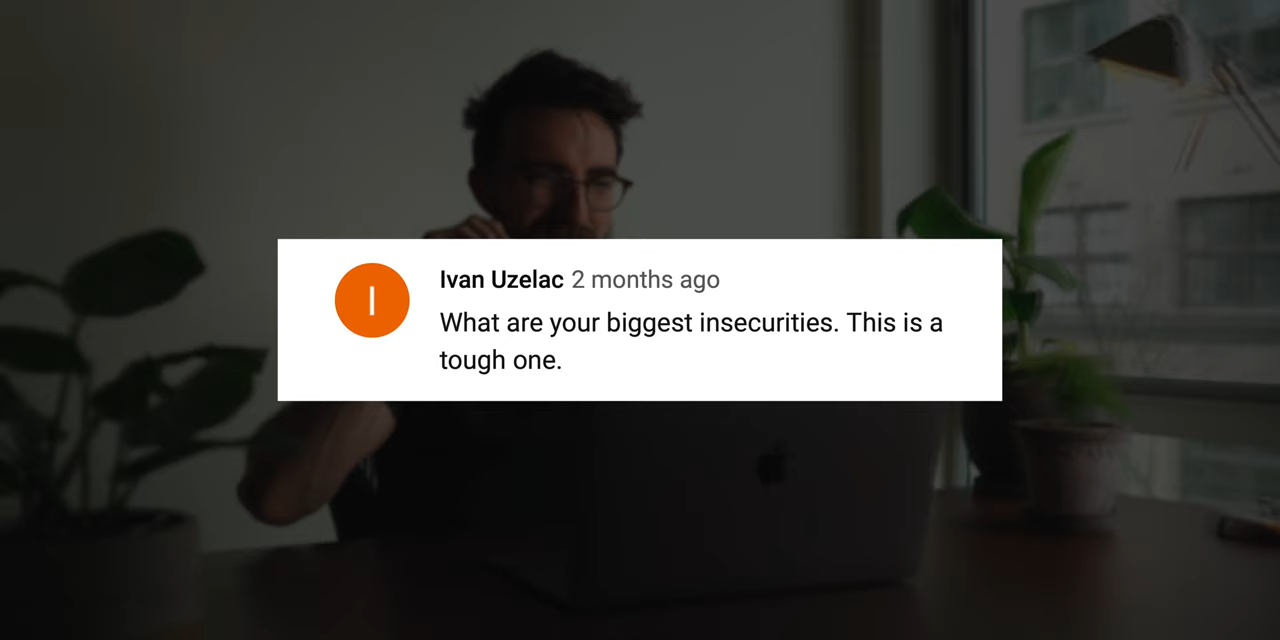 I
Ivan Uzelac 2 months ago
What are your biggest insecurities. This is a
tough one.